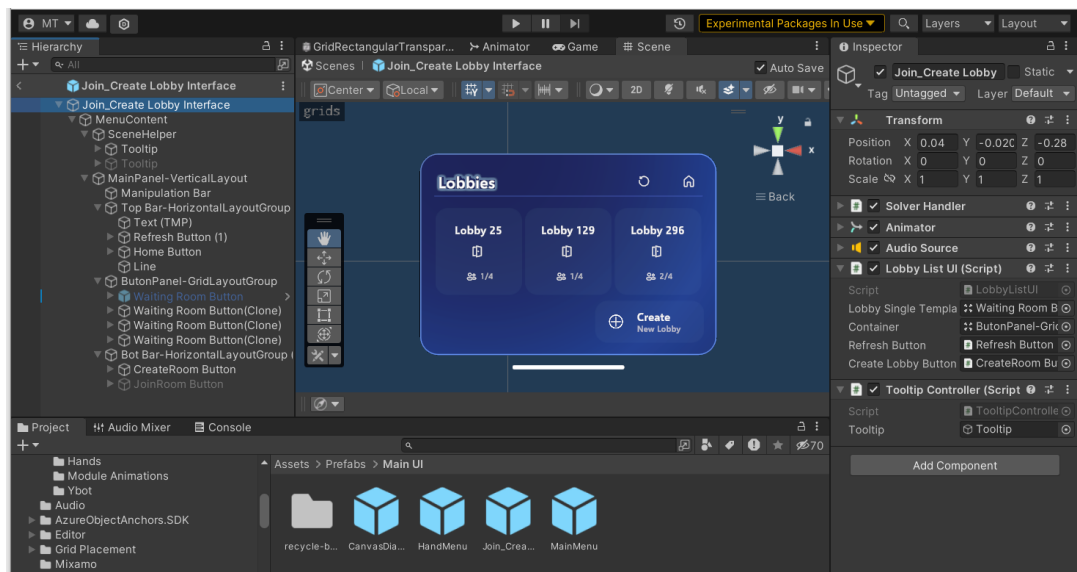 MT
Experimental Packages In Use
Layers
Layout
Hierarchy
All
Join_Create Lobby Interface
Join_Create Lobby Interface
MenuContent
SceneHelper
Tooltip
Tooltip
MainPanel-VerticalLayout
Manipulation Bar
Top Bar-HorizontalLayoutGroup
Text (TMP)
Refresh Button (1)
Home Button
Line
ButonPanel-GridLayoutGroup
Waiting Room Button
Waiting Room Button(Clone)
Waiting Room Button(Clone)
Waiting Room Button(Clone)
Bot Bar-HorizontalLayoutGroup (
CreateRoom Button
JoinRoom Button
GridRectangularTranspar...
Animator
Game
Scene
Scenes
Join_Create Lobby Interface
Auto Save
Center
Local
2D
grids
y
x
Back
Lobbies
Lobby 25
Lobby 129
Lobby 296
1/4
1/4
2/4
Create
New Lobby
Inspector
Join_Create Lobby
Static
Tag Untagged
Layer Default
Transform
Position X 0.04 Y -0.020 Z -0.28
Rotation X 0 Y 0 Z 0
Scale X 1 Y 1 Z 1
Solver Handler
Animator
Audio Source
Lobby List UI (Script)
Script LobbyListUI
Lobby Single Templa Waiting Room B
Container ButonPanel-Gric
Refresh Button Refresh Button
Create Lobby Button CreateRoom Bu
Tooltip Controller (Script
Script TooltipControlle
Tooltip Tooltip
Add Component
Project
Audio Mixer
Console
70
Hands
Module Animations
Ybot
Audio
AzureObjectAnchors.SDK
Editor
Grid Placement
Mixamo
Assets > Prefabs > Main UI
recycle-b...
CanvasDia...
HandMenu
Join_Crea...
MainMenu